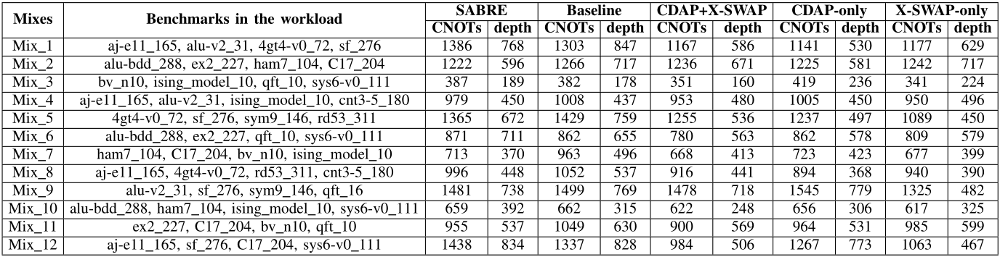 Mixes Benchmarks in the workload SABRE Baseline CDAP+X-SWAP CDAP-only X-SWAP-only
CNOTs depth CNOTs depth CNOTs depth CNOTs depth CNOTs depth
Mix_1 aj-e11_165, alu-v2_31, 4gt4-v0_72, sf_276 1386 768 1303 847 1167 586 1141 530 1177 629
Mix_2 alu-bdd_288, ex2_227, ham7_104, C17_204 1222 596 1266 717 1236 671 1225 581 1242 717
Mix_3 bv_n10, ising_model_10, qft_10, sys6-v0_111 387 189 382 178 351 160 419 236 341 224
Mix_4 aj-e11_165, alu-v2_31, ising_model_10, cnt3-5_180 979 450 1008 437 953 480 1005 450 950 496
Mix_5 4gt4-v0_72, sf_276, sym9_146, rd53_311 1365 672 1429 759 1255 536 1237 497 1089 450
Mix_6 alu-bdd_288, ex2_227, qft_10, sys6-v0_111 871 711 862 655 780 563 862 578 809 579
Mix_7 ham7_104, C17_204, bv_n10, ising_model_10 713 370 963 496 668 413 723 423 677 399
Mix_8 aj-e11_165, 4gt4-v0_72, rd53_311, cnt3-5_180 996 448 1052 537 916 441 894 368 940 390
Mix_9 alu-v2_31, sf_276, sym9_146, qft_16 1481 738 1499 769 1478 718 1545 779 1325 482
Mix_10 alu-bdd_288, ham7_104, ising_model_10, sys6-v0_111 659 392 662 315 622 248 656 306 617 325
Mix_11 ex2_227, C17_204, bv_n10, qft_10 955 537 1049 630 900 569 964 531 985 599
Mix_12 aj-e11_165, sf_276, C17_204, sys6-v0_111 1438 834 1337 828 984 506 1267 773 1063 467